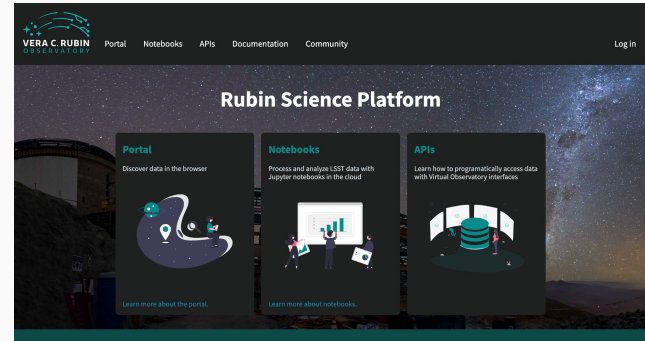 VERA C. RUBIN
OBSERVATORY
Portal Notebooks APIs Documentation Community Log in
Rubin Science Platform
Portal
Discover data in the browser
Learn more about the portal.
Notebooks
Process and analyze LSST data with
Jupyter notebooks in the cloud
Learn more about notebooks.
APIs
Learn how to programatically access data
with Virtual Observatory interfaces